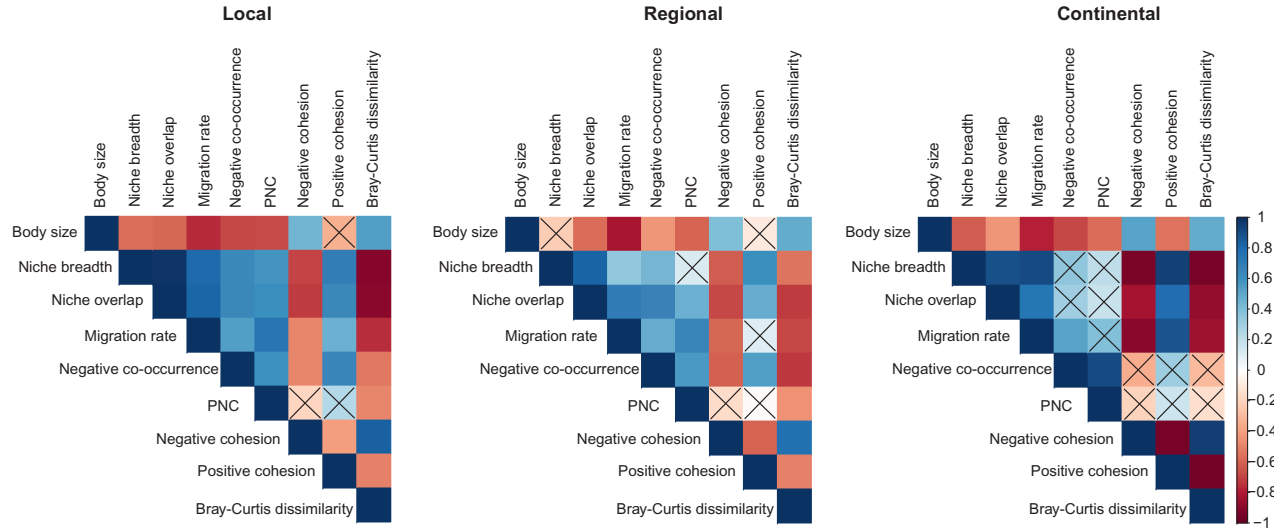 Local
Body size
Niche breadth
Niche overlap
Migration rate
Negative co-occurrence
PNC
Negative cohesion
Positive cohesion
Bray-Curtis dissimilarity
Body size
Niche breadth
Niche overlap
Migration rate
Negative co-occurrence
PNC
Negative cohesion
Positive cohesion
Bray-Curtis dissimilarity
Regional
Body size
Niche breadth
Niche overlap
Migration rate
Negative co-occurrence
PNC
Negative cohesion
Positive cohesion
Bray-Curtis dissimilarity
Body size
Niche breadth
Niche overlap
Migration rate
Negative co-occurrence
PNC
Negative cohesion
Positive cohesion
Bray-Curtis dissimilarity
Continental
Body size
Niche breadth
Niche overlap
Migration rate
Negative co-occurrence
PNC
Negative cohesion
Positive cohesion
Bray-Curtis dissimilarity
Body size
Niche breadth
Niche overlap
Migration rate
Negative co-occurrence
PNC
Negative cohesion
Positive cohesion
Bray-Curtis dissimilarity
1
0.8
0.6
0.4
0.2
0
-0.2
-0.4
-0.6
-0.8
-1